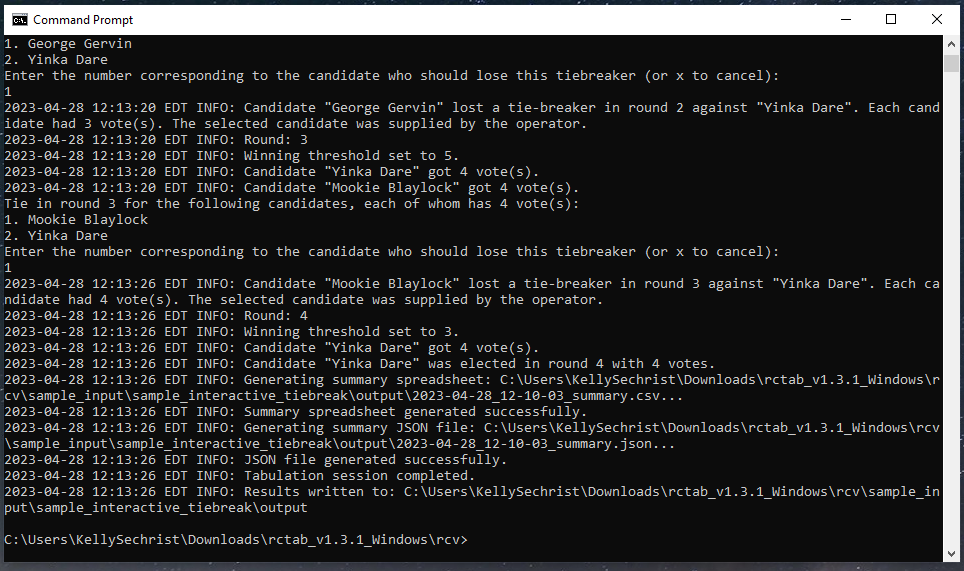 Command Prompt
1. George Gervin
2. Yinka Dare
Enter the number corresponding to the candidate who should lose this tiebreaker (or x to cancel):
1
2023-04-28 12:13:20 EDT INFO: Candidate "George Gervin" lost a tie-breaker in round 2 against "Yinka Dare". Each cand
idate had 3 vote(s). The selected candidate was supplied by the operator.
2023-04-28 12:13:20 EDT INFO: Round: 3
2023-04-28 12:13:20 EDT INFO: Winning threshold set to 5.
2023-04-28 12:13:20 EDT INFO: Candidate "Yinka Dare" got 4 vote(s).
2023-04-28 12:13:20 EDT INFO: Candidate "Mookie Blaylock" got 4 vote(s).
Tie in round 3 for the following candidates, each of whom has 4 vote(s):
1. Mookie Blaylock
2. Yinka Dare
Enter the number corresponding to the candidate who should lose this tiebreaker (or x to cancel):
1
2023-04-28 12:13:26 EDT INFO: Candidate "Mookie Blaylock" lost a tie-breaker in round 3 against "Yinka Dare". Each ca
ndidate had 4 vote(s). The selected candidate was supplied by the operator.
2023-04-28 12:13:26 EDT INFO: Round: 4
2023-04-28 12:13:26 EDT INFO: Winning threshold set to 3.
2023-04-28 12:13:26 EDT INFO: Candidate "Yinka Dare" got 4 vote(s).
2023-04-28 12:13:26 EDT INFO: Candidate "Yinka Dare" was elected in round 4 with 4 votes.
2023-04-28 12:13:26 EDT INFO: Generating summary spreadsheet: C:\Users\KellySechrist\Downloads\rctab_v1.3.1_Windows\r
cv\sample_input\sample_interactive_tiebreak\output\2023-04-28_12-10-03_summary.csv...
2023-04-28 12:13:26 EDT INFO: Summary spreadsheet generated successfully.
2023-04-28 12:13:26 EDT INFO: Generating summary JSON file: C:\Users\KellySechrist\Downloads\rctab_v1.3.1_Windows\rcv
\sample_input\sample_interactive_tiebreak\output\2023-04-28_12-10-03_summary.json...
2023-04-28 12:13:26 EDT INFO: JSON file generated successfully.
2023-04-28 12:13:26 EDT INFO: Tabulation session completed.
2023-04-28 12:13:26 EDT INFO: Results written to: C:\Users\KellySechrist\Downloads\rctab_v1.3.1_Windows\rcv\sample_in
put\sample_interactive_tiebreak\output
C:\Users\KellySechrist\Downloads\rctab_v1.3.1_Windows\rcv>